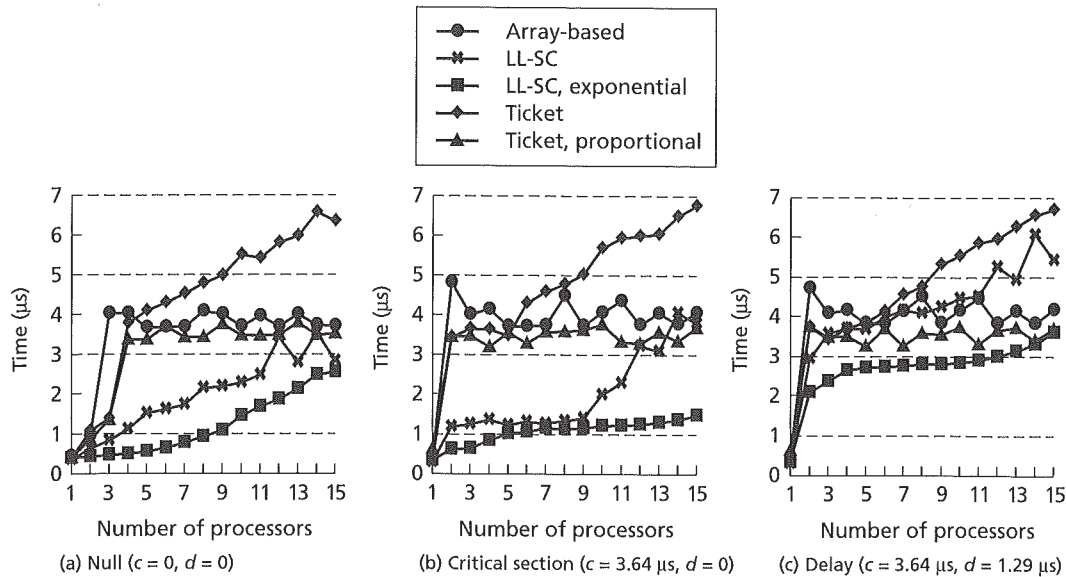 Array-based
LL-SC
LL-SC, exponential
Ticket
Ticket, proportional
7
6
5
4
3
2
1
0
Time (μs)
1 3 5 7 9 11 13 15
Number of processors
(a) Null (c = 0, d = 0)
7
6
5
4
3
2
1
0
Time (μs)
1 3 5 7 9 11 13 15
Number of processors
(b) Critical section (c = 3.64 μs, d = 0)
7
6
5
4
3
2
1
0
Time (μs)
1 3 5 7 9 11 13 15
Number of processors
(c) Delay (c = 3.64 μs, d = 1.29 μs)